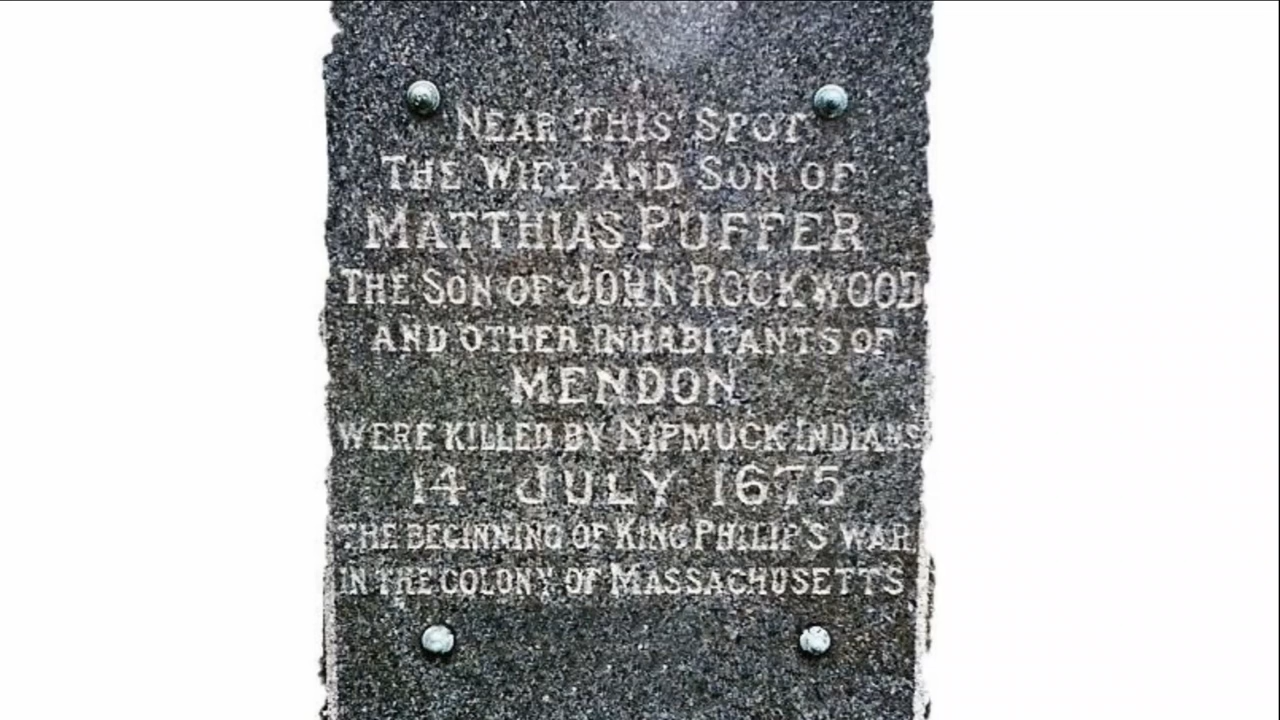 NEAR THIS SPOT
THE WIFE AND SON OF
MATTHIAS PUFFER
THE SON OF JOHN ROCKWOOD
AND OTHER INHABITANTS OF
MENDON
WERE KILLED BY NIPMUCK INDIANS
14 JULY 1675
THE BEGINNING OF KING PHILIP'S WAR
IN THE COLONY OF MASSACHUSETTS